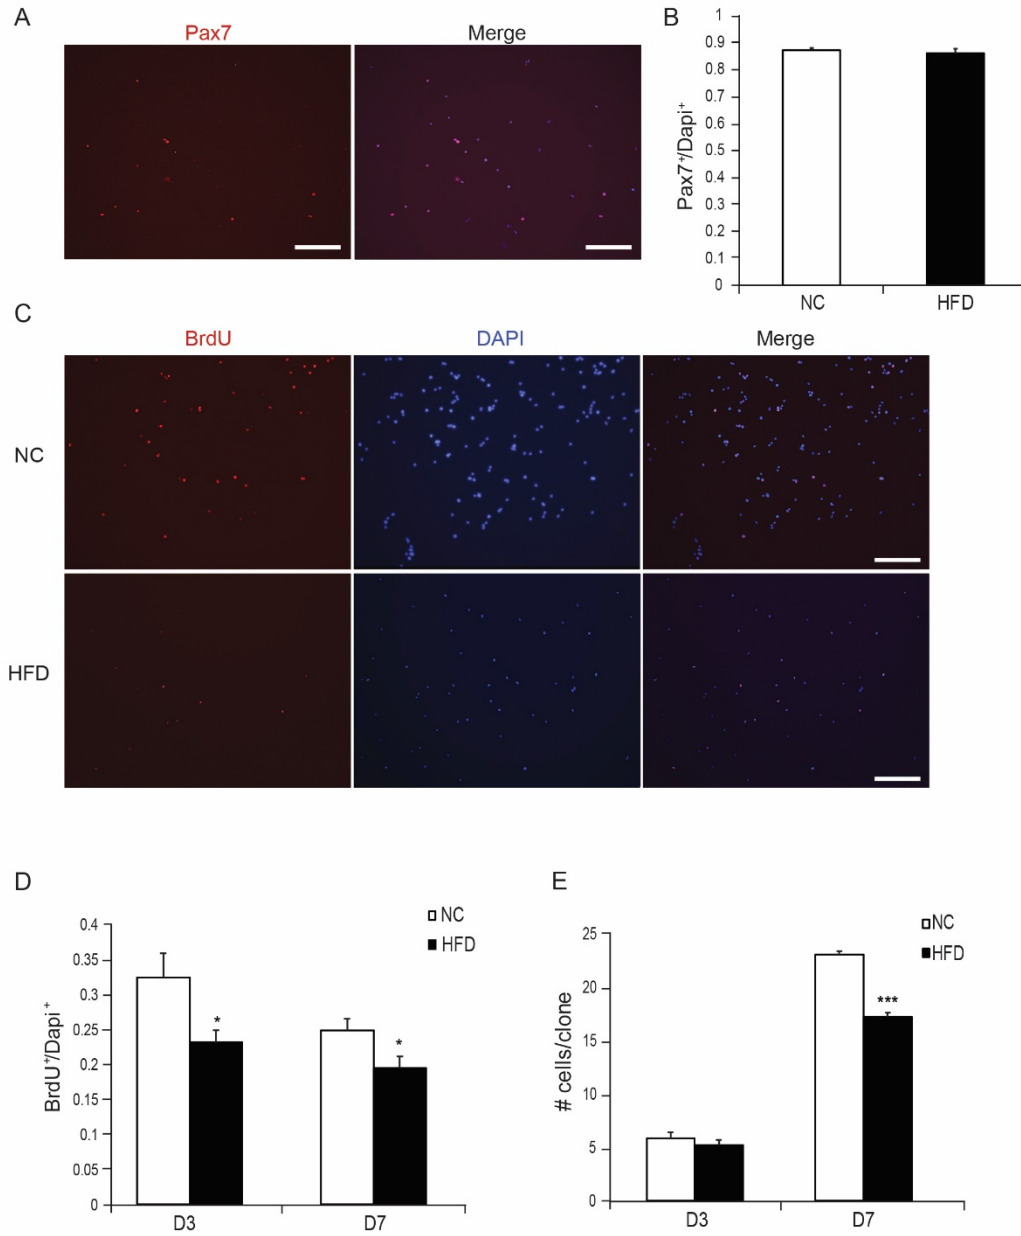 A
Pax7 Merge
B
1
0.9
0.8
0.7
0.6
0.5
0.4
0.3
0.2
0.1
0
Pax7⁺/Dapi⁺
NC HFD
C
BrdU DAPI Merge
NC
HFD
D
NC
HFD
0.4
0.35
0.3
0.25
0.2
0.15
0.1
0.05
0
BrdU⁺/Dapi⁺
* *
D3 D7
E
NC
HFD
25
20
15
10
5
0
# cells/clone
***
D3 D7